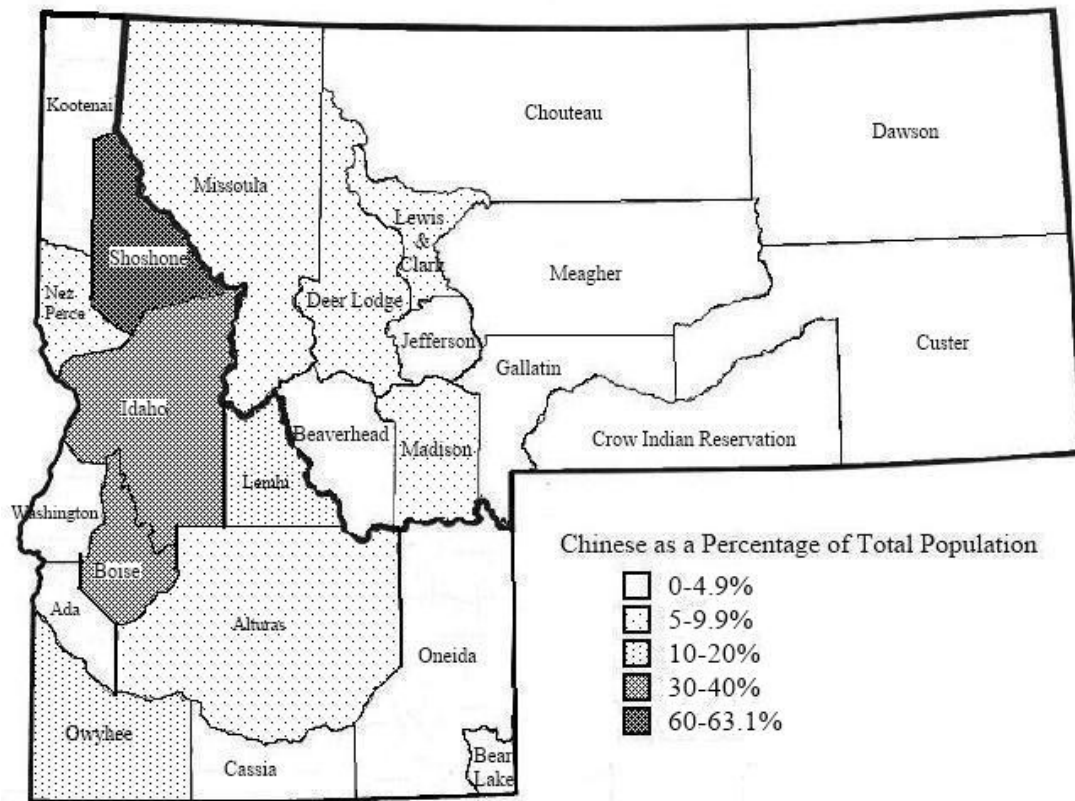 Kootenai
Chouteau
Dawson
Missoula
Lewis
&
Clark
Shoshone
Meagher
Nez
Perce
Deer Lodge
Jefferson
Gallatin
Custer
Idaho
Beaverhead
Madison
Crow Indian Reservation
Lemhi
Washington
Boise
Ada
Alturas
Oneida
Owyhee
Cassia
Bear
Lake
Chinese as a Percentage of Total Population
0-4.9%
5-9.9%
10-20%
30-40%
60-63.1%